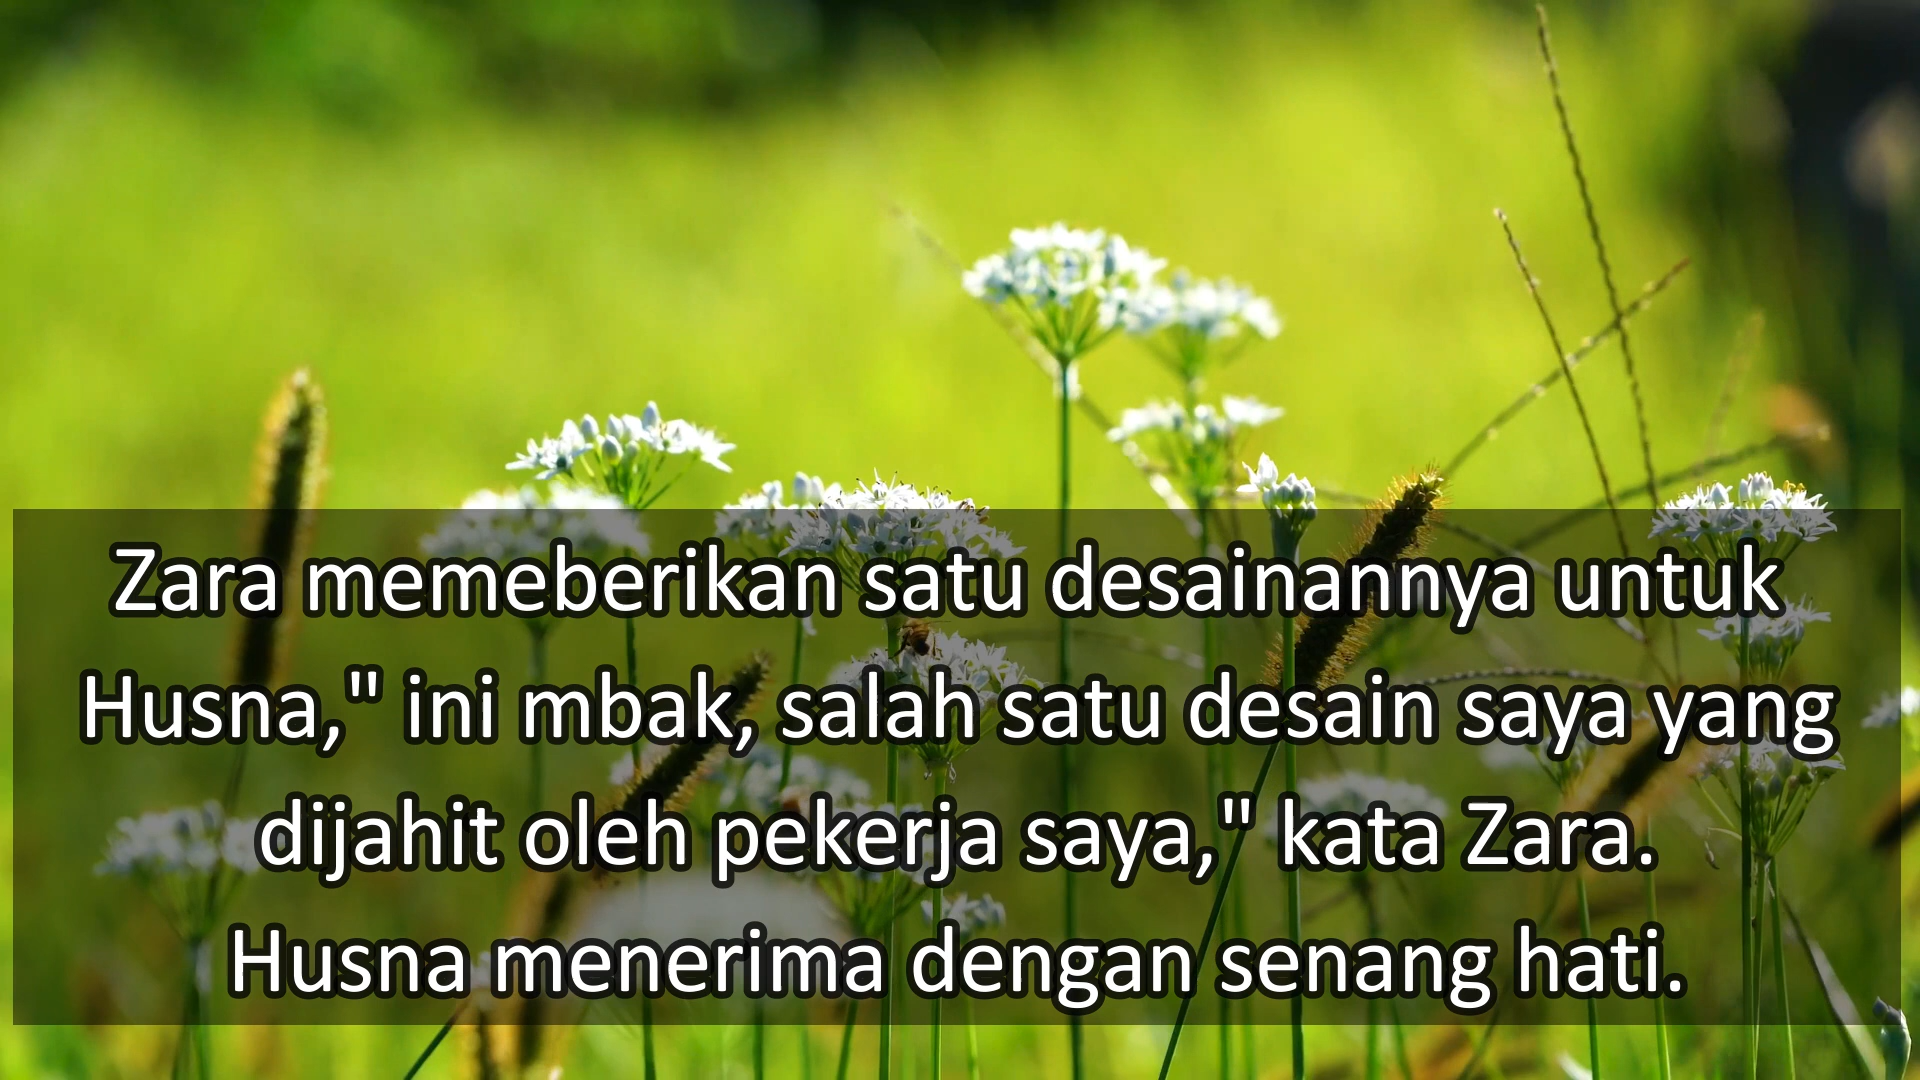 Zara memeberikan satu desainannya untuk
Husna," ini mbak, salah satu desain saya yang
dijahit oleh pekerja saya," kata Zara.
Husna menerima dengan senang hati.